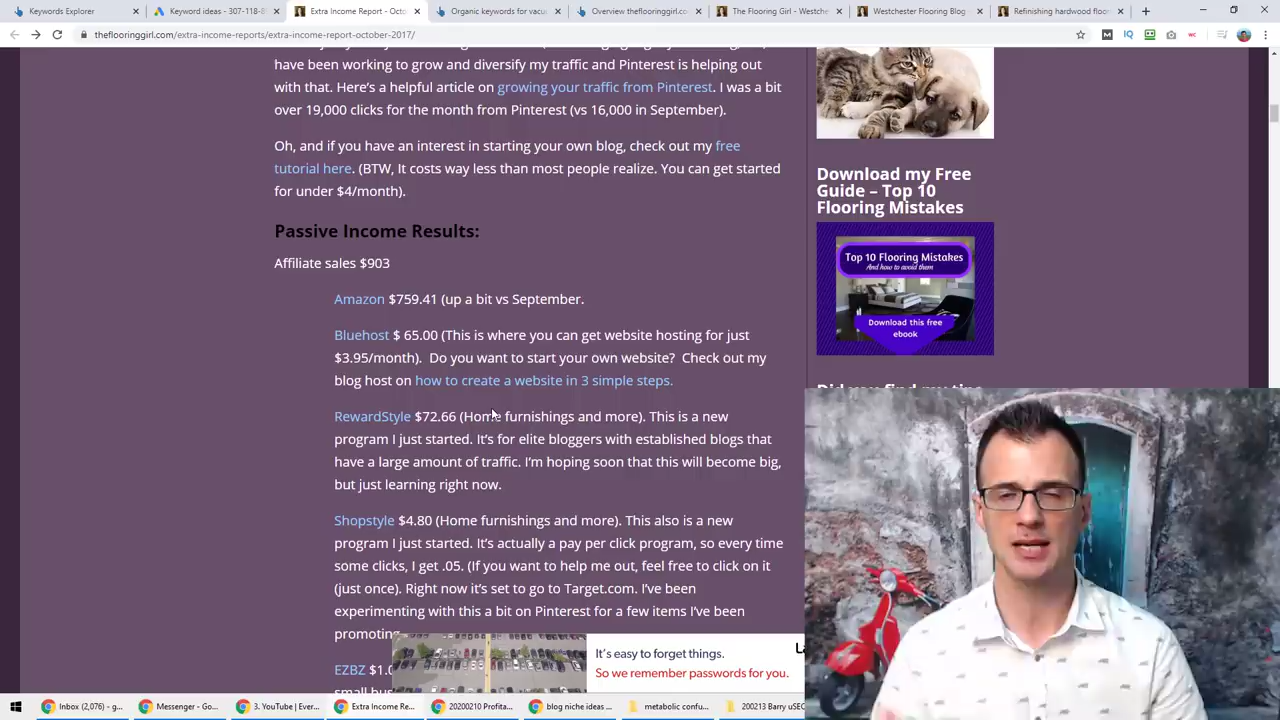 Keywords Explorer
Keyword ideas - 307-118-8
Extra Income Report - Octo
Organic keywords for vacu
Overview theflooringgirl.co
The Flooring Girl - Westche
Westchester Flooring Blog
Refinishing hardwood floo
theflooringgirl.com/extra-income-reports/extra-income-report-october-2017/
have been working to grow and diversify my traffic and Pinterest is helping out
with that. Here's a helpful article on growing your traffic from Pinterest. I was a bit
over 19,000 clicks for the month from Pinterest (vs 16,000 in September).
Oh, and if you have an interest in starting your own blog, check out my free
tutorial here. (BTW, It costs way less than most people realize. You can get started
for under $4/month).
Passive Income Results:
Affiliate sales $903
Amazon $759.41 (up a bit vs September.
Bluehost $ 65.00 (This is where you can get website hosting for just
$3.95/month). Do you want to start your own website? Check out my
blog host on how to create a website in 3 simple steps.
RewardStyle $72.66 (Home furnishings and more). This is a new
program I just started. It's for elite bloggers with established blogs that
have a large amount of traffic. I'm hoping soon that this will become big,
but just learning right now.
Shopstyle $4.80 (Home furnishings and more). This also is a new
program I just started. It's actually a pay per click program, so every time
some clicks, I get .05. (If you want to help me out, feel free to click on it
(just once). Right now it's set to go to Target.com. I've been
experimenting with this a bit on Pinterest for a few items I've been
promoting
EZBZ $1.0
Download my Free
Guide – Top 10
Flooring Mistakes
Top 10 Flooring Mistakes
And how to avoid them
Download this free
ebook
Did you find my tips
It's easy to forget things.
So we remember passwords for you.
Inbox (2,076) - g...
Messenger - Go...
3. YouTube | Ever...
Extra Income Re...
20200210 Profita...
blog niche ideas ...
metabolic confu...
200213 Barry uSEO